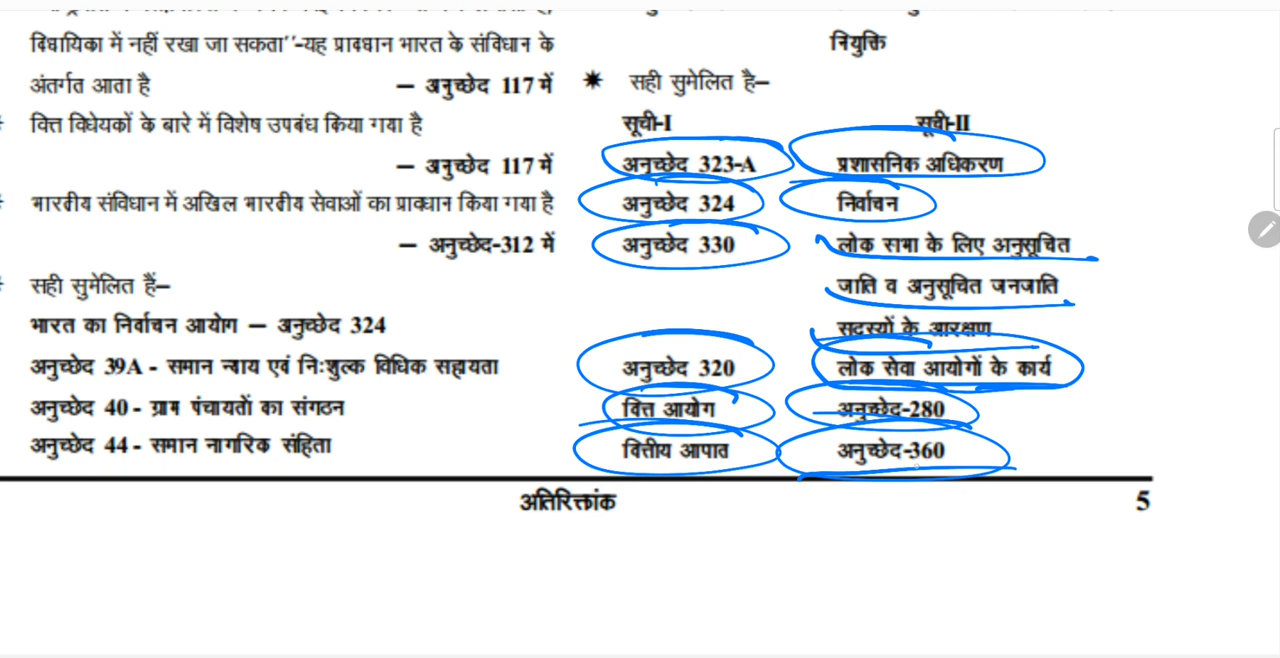 विधायिका में नहीं रखा जा सकता''-यह प्रावधान भारत के संविधान के
अंतर्गत आता है — अनुच्छेद 117 में
वित्त विधेयकों के बारे में विशेष उपबंध किया गया है
— अनुच्छेद 117 में
भारतीय संविधान में अखिल भारतीय सेवाओं का प्रावधान किया गया है
— अनुच्छेद-312 में
सही सुमेलित हैं–
भारत का निर्वाचन आयोग — अनुच्छेद 324
अनुच्छेद 39A - समान न्याय एवं निःशुल्क विधिक सहायता
अनुच्छेद 40 - ग्राम पंचायतों का संगठन
अनुच्छेद 44 - समान नागरिक संहिता
नियुक्ति
✷ सही सुमेलित है–
सूची-I सूची-II
अनुच्छेद 323-A प्रशासनिक अधिकरण
अनुच्छेद 324 निर्वाचन
अनुच्छेद 330 लोक सभा के लिए अनुसूचित
जाति व अनुसूचित जनजाति
सदस्यों के आरक्षण
अनुच्छेद 320 लोक सेवा आयोगों के कार्य
वित्त आयोग अनुच्छेद-280
वित्तीय आपात अनुच्छेद-360
अतिरिक्तांक 5